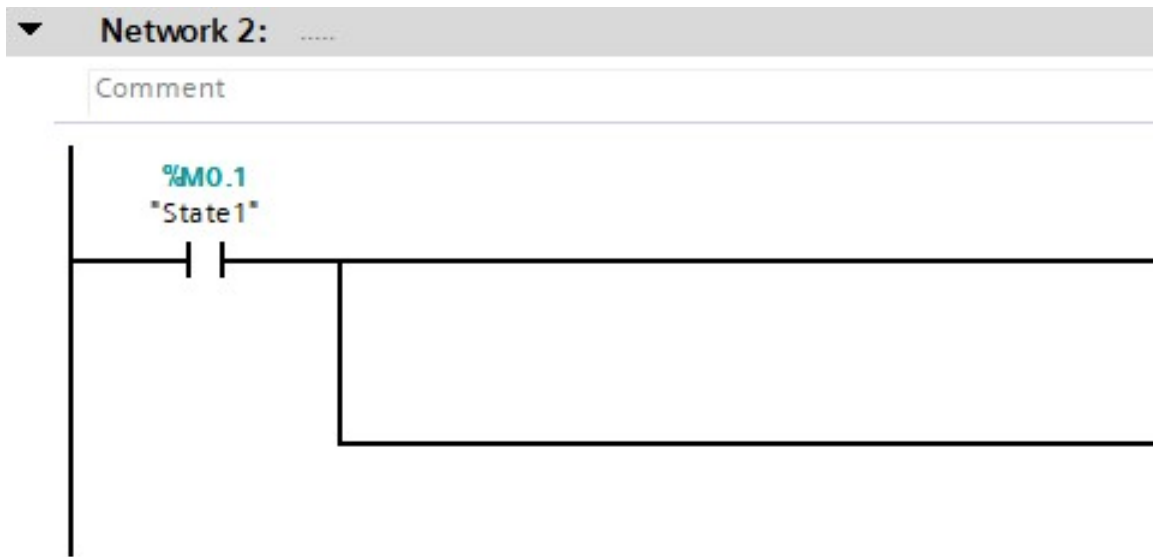 Network 2: .....
Comment
%M0.1
"State1"